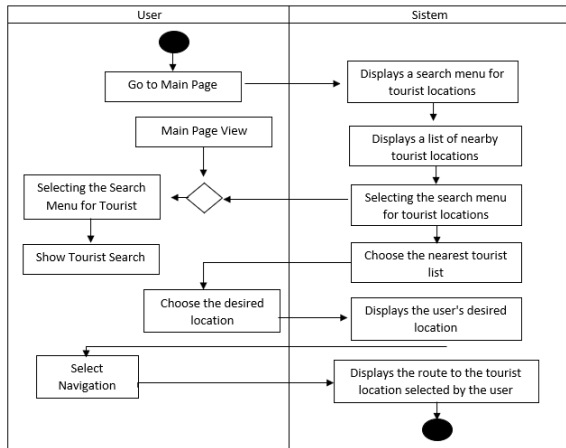 User
Sistem
Go to Main Page
Displays a search menu for
tourist locations
Main Page View
Displays a list of nearby
tourist locations
Selecting the Search
Menu for Tourist
Selecting the search menu
for tourist locations
Show Tourist Search
Choose the nearest tourist
list
Choose the desired
location
Displays the user's desired
location
Select
Navigation
Displays the route to the tourist
location selected by the user